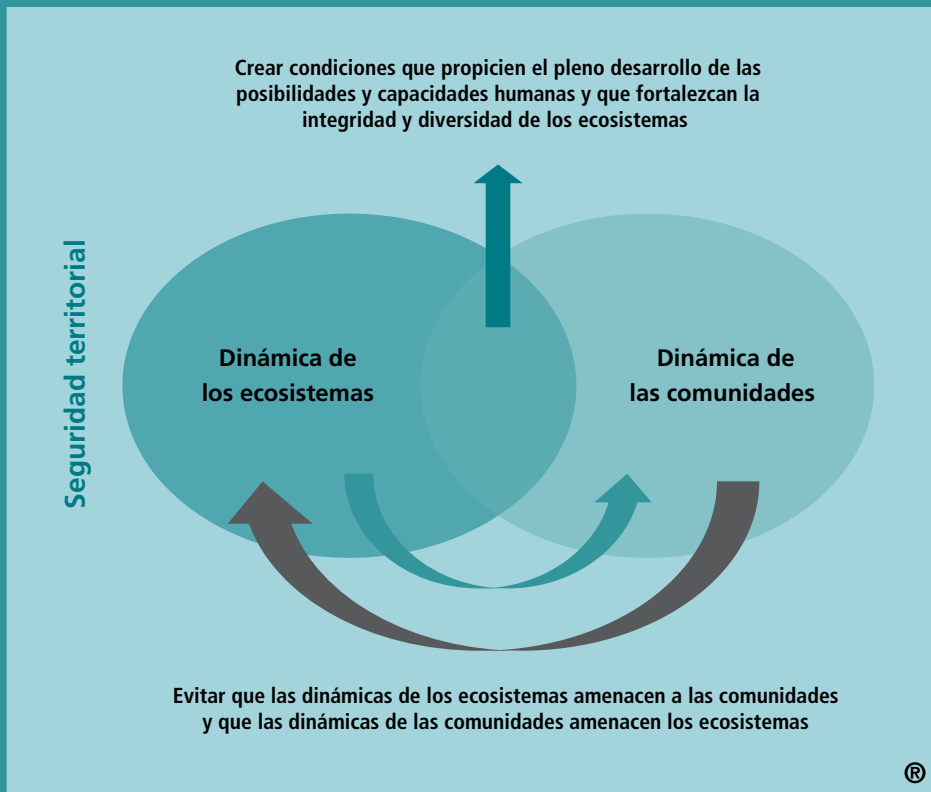 Crear condiciones que propicien el pleno desarrollo de las
posibilidades y capacidades humanas y que fortalezcan la
integridad y diversidad de los ecosistemas
Seguridad territorial
Dinámica de
los ecosistemas
Dinámica de
las comunidades
Evitar que las dinámicas de los ecosistemas amenacen a las comunidades
y que las dinámicas de las comunidades amenacen los ecosistemas
®